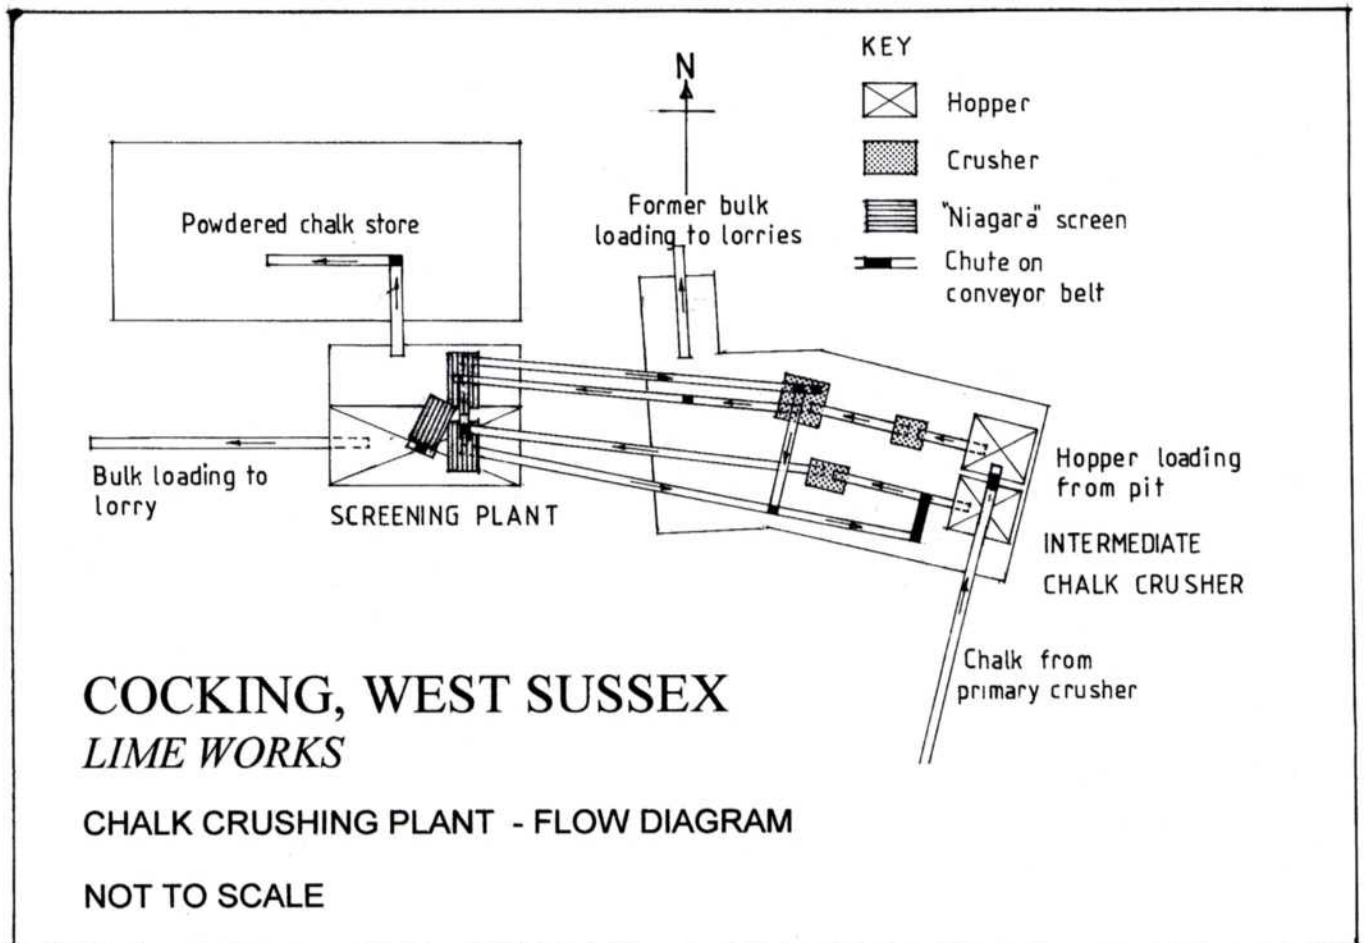 KEY
N
Hopper
Crusher
"Niagara" screen
Chute on
conveyor belt
Former bulk
loading to lorries
Powdered chalk store
Bulk loading to
lorry
SCREENING PLANT
Hopper loading
from pit
INTERMEDIATE
CHALK CRUSHER
Chalk from
primary crusher
COCKING, WEST SUSSEX
LIME WORKS
CHALK CRUSHING PLANT - FLOW DIAGRAM
NOT TO SCALE